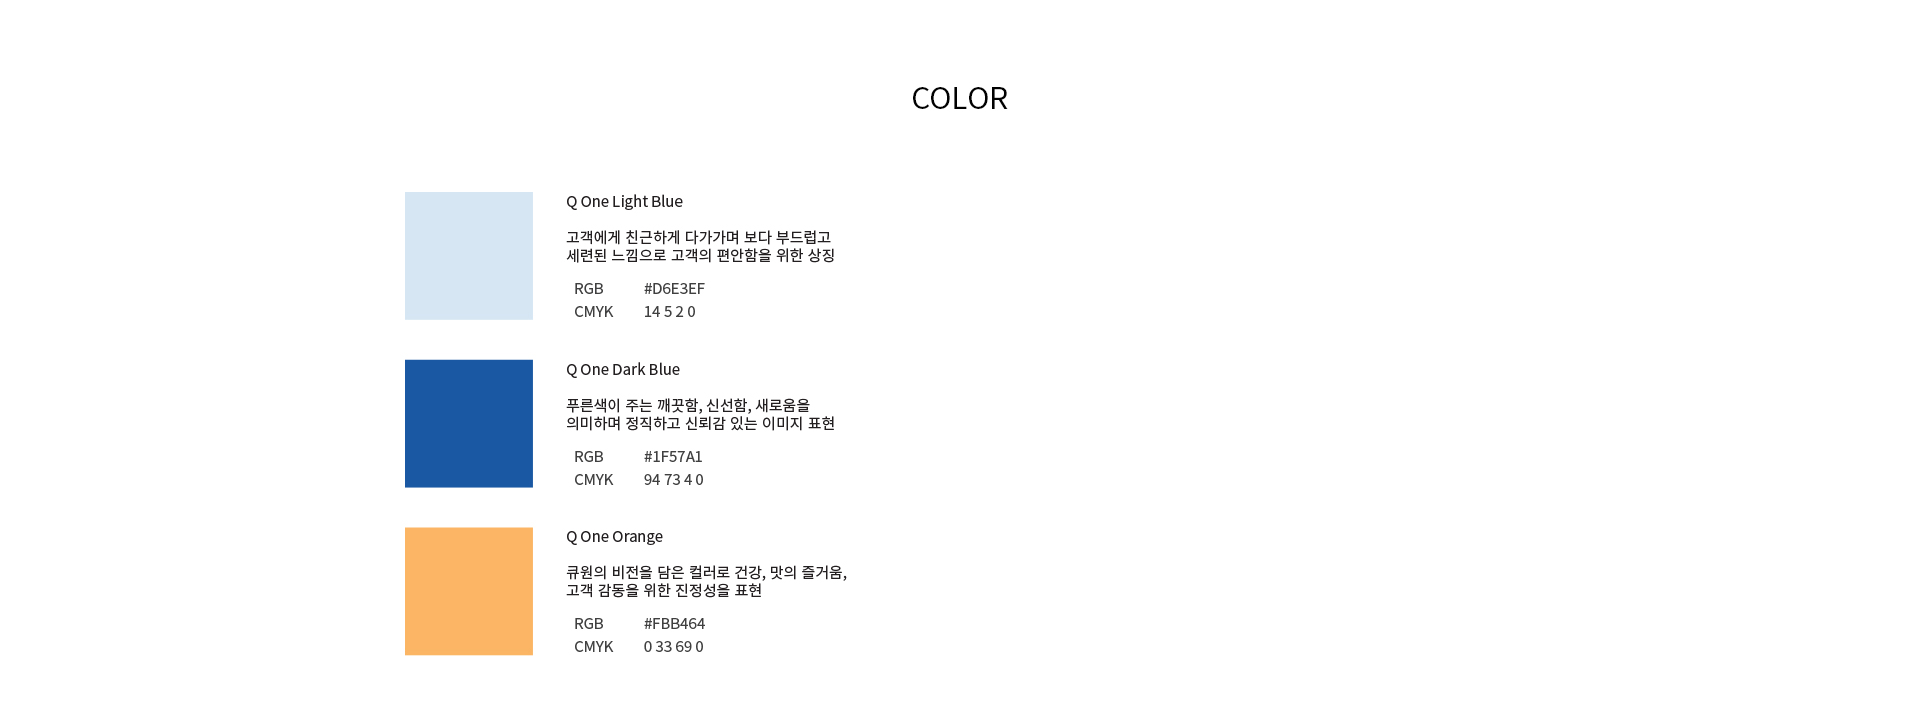 COLOR
Q One Light Blue
고객에게 친근하게 다가가며 보다 부드럽고
세련된 느낌으로 고객의 편안함을 위한 상징
RGB #D6E3EF
CMYK 14 5 2 0
Q One Dark Blue
푸른색이 주는 깨끗함, 신선함, 새로움을
의미하며 정직하고 신뢰감 있는 이미지 표현
RGB #1F57A1
CMYK 94 73 4 0
Q One Orange
큐원의 비전을 담은 컬러로 건강, 맛의 즐거움,
고객 감동을 위한 진정성을 표현
RGB #FBB464
CMYK 0 33 69 0